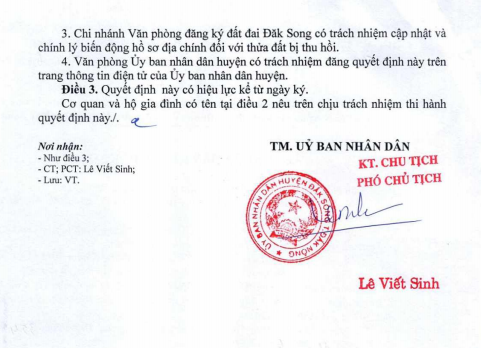 3. Chi nhánh Văn phòng đăng ký đất đai Đăk Song có trách nhiệm cập nhật và
chỉnh lý biến động hồ sơ địa chính đối với thửa đất bị thu hồi.
4. Văn phòng Ủy ban nhân dân huyện có trách nhiệm đăng quyết định này trên
trang thông tin điện tử của Ủy ban nhân dân huyện.
Điều 3. Quyết định này có hiệu lực kể từ ngày ký.
Cơ quan và hộ gia đình có tên tại điều 2 nêu trên chịu trách nhiệm thi hành
quyết định này./.
Nơi nhận:
- Như điều 3;
- CT; PCT: Lê Viết Sinh;
- Lưu: VT.
TM. UỶ BAN NHÂN DÂN
KT. CHỦ TỊCH
PHÓ CHỦ TỊCH
ỦY BAN NHÂN DÂN HUYỆN ĐĂK SONG T.ĐĂK NÔNG
Lê Viết Sinh